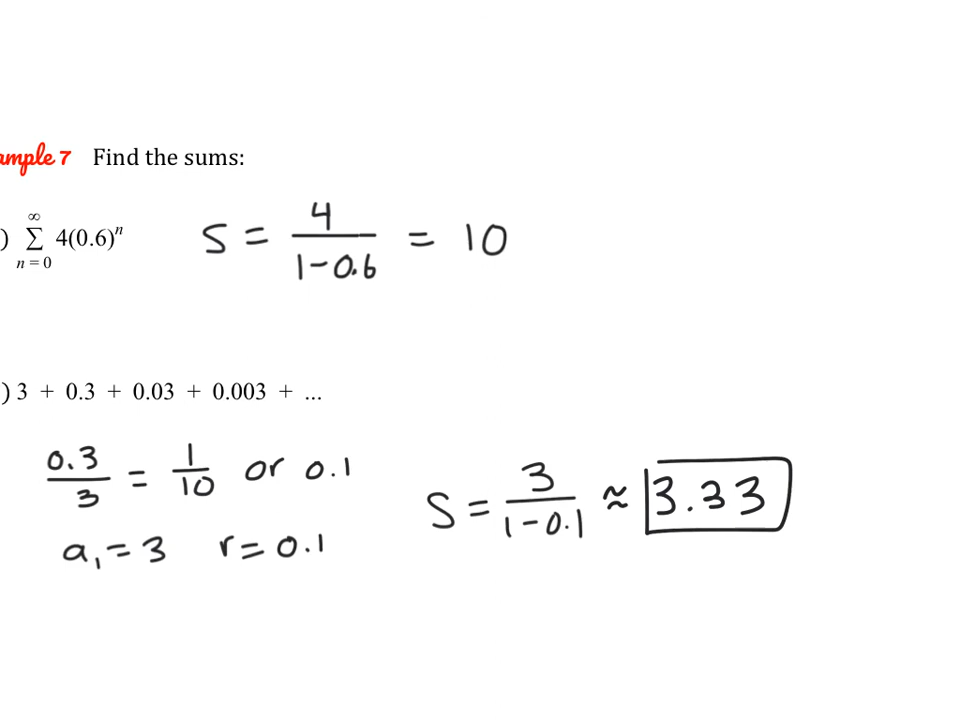 ample 7 Find the sums:
) ∞ Σ n = 0 4(0.6)ⁿ S = 4/(1-0.6) = 10
) 3 + 0.3 + 0.03 + 0.003 + ...
0.3/3 = 1/10 or 0.1
S = 3/(1-0.1) ≈ 3.33
a₁ = 3 r = 0.1